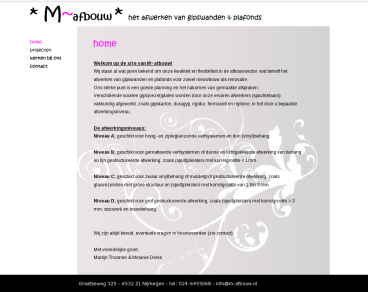 * M~afbouw*
het afwerken van gipswanden & plafonds
home
projecten
werken bij ons
contact
home
Welkom op de site van M~afbouw!
Wij staan al wat jaren bekend om onze kwaliteit en flexibiliteit in de afbouwsector, wat betreft het
afwerken van gipswanden en plafonds voor zowel nieuwbouw als renovatie.
Ons sterke punt is een goede planning en het nakomen van gemaakte afspraken.
Verschillende soorten gips(vezel)platen worden door onze ervaren afwerkers (spachtelaars)
vakkundig afgewerkt, zoals gipskarton, duragyp, rigidur, fermacell en rigitone, in het door u bepaalde
afwerkingsniveau.
De afwerkingsniveaus:
Niveau A; geschikt voor hoog- en zijdeglanzende verfsystemen en dun (vinyl)behang.
Niveau B; geschikt voor gematteerde verfsystemen of dunne en lichtgekleurde afwerking van behang
en fijn gestructureerde afwerking, zoals (spuit)pleisters met korrelgrootte < 1mm.
Niveau C; geschikt voor zwaar vinylbehang of middelgrof gestructureerde afwerking, zoals
glasvezelvlies met grove structuur en (spuit)pleisters met korrelgrootte van 1 tot 3 mm.
Niveau D; geschikt voor grof gestructureerde afwerking, zoals (spuit)pleisters met korrelgrootte > 3
mm, stucwerk en bouwbehang.
Wij zijn altijd bereid, eventuele vragen te beantwoorden (zie contact).
Met vriendelijke groet,
Martijn Thoonen & Melanie Derks
Graafseweg 325 - 6532 ZL Nijmegen - tel: 024-6455068 - info@m-afbouw.nl